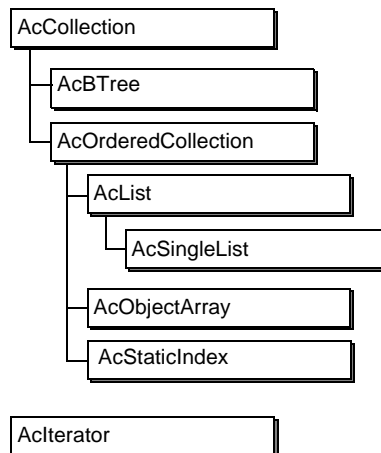 AcCollection
AcBTree
AcOrderedCollection
AcList
AcSingleList
AcObjectArray
AcStaticIndex
AcIterator